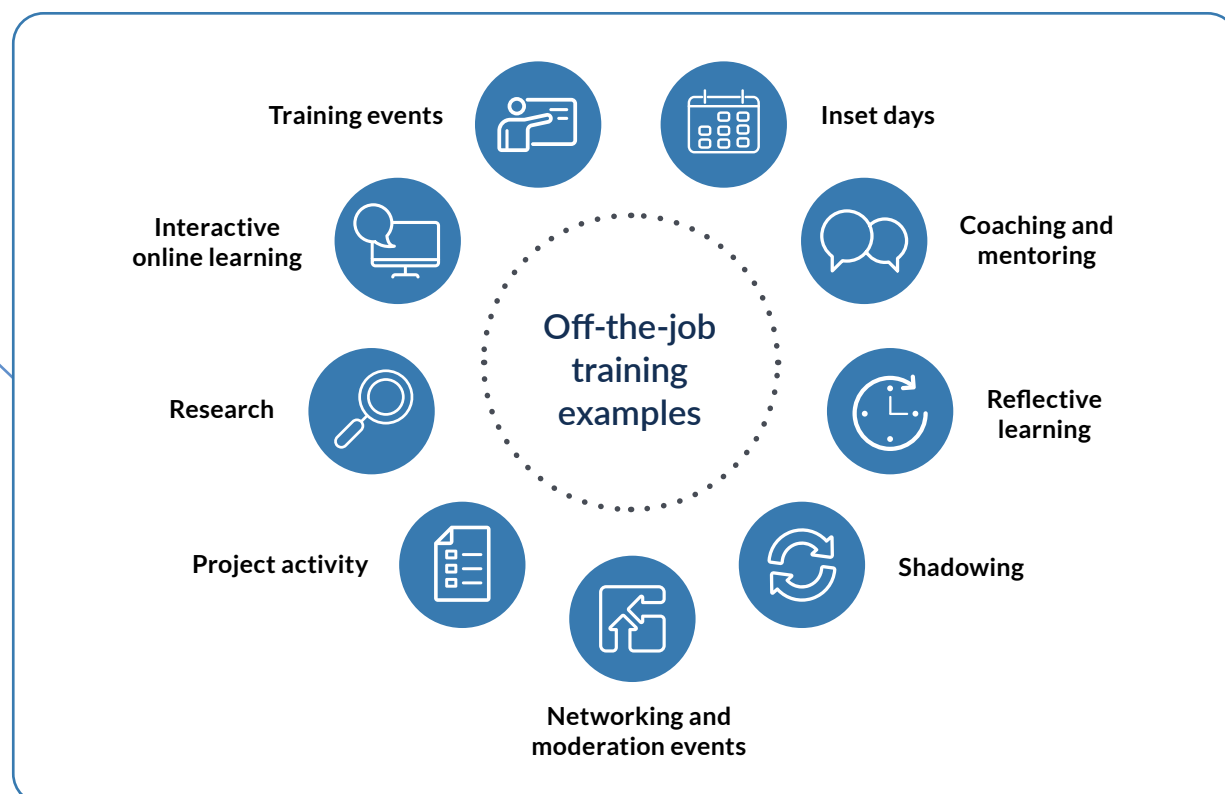 Training events
Inset days
Interactive
online learning
Coaching and
mentoring
Off-the-job
training
examples
Research
Reflective
learning
Project activity
Shadowing
Networking and
moderation events